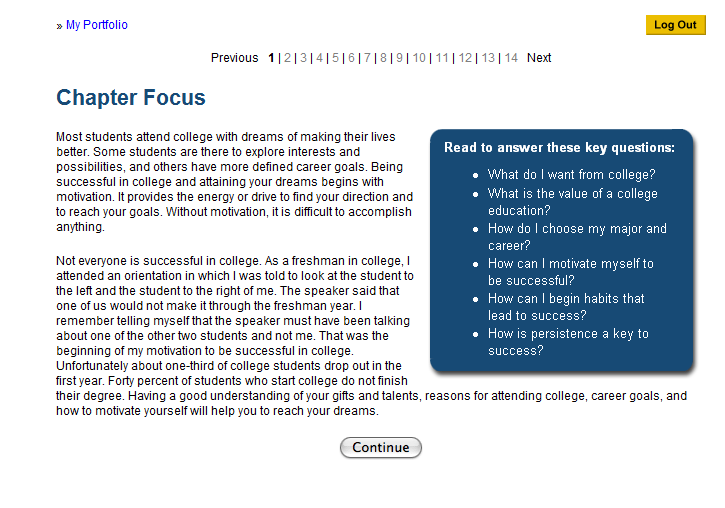 » My Portfolio
Log Out
Previous 1 | 2 | 3 | 4 | 5 | 6 | 7 | 8 | 9 | 10 | 11 | 12 | 13 | 14 Next
Chapter Focus
Most students attend college with dreams of making their lives
better. Some students are there to explore interests and
possibilities, and others have more defined career goals. Being
successful in college and attaining your dreams begins with
motivation. It provides the energy or drive to find your direction and
to reach your goals. Without motivation, it is difficult to accomplish
anything.
Not everyone is successful in college. As a freshman in college, I
attended an orientation in which I was told to look at the student to
the left and the student to the right of me. The speaker said that
one of us would not make it through the freshman year. I
remember telling myself that the speaker must have been talking
about one of the other two students and not me. That was the
beginning of my motivation to be successful in college.
Unfortunately about one-third of college students drop out in the
first year. Forty percent of students who start college do not finish
their degree. Having a good understanding of your gifts and talents, reasons for attending college, career goals, and
how to motivate yourself will help you to reach your dreams.
Read to answer these key questions:
• What do I want from college?
• What is the value of a college
education?
• How do I choose my major and
career?
• How can I motivate myself to
be successful?
• How can I begin habits that
lead to success?
• How is persistence a key to
success?
Continue